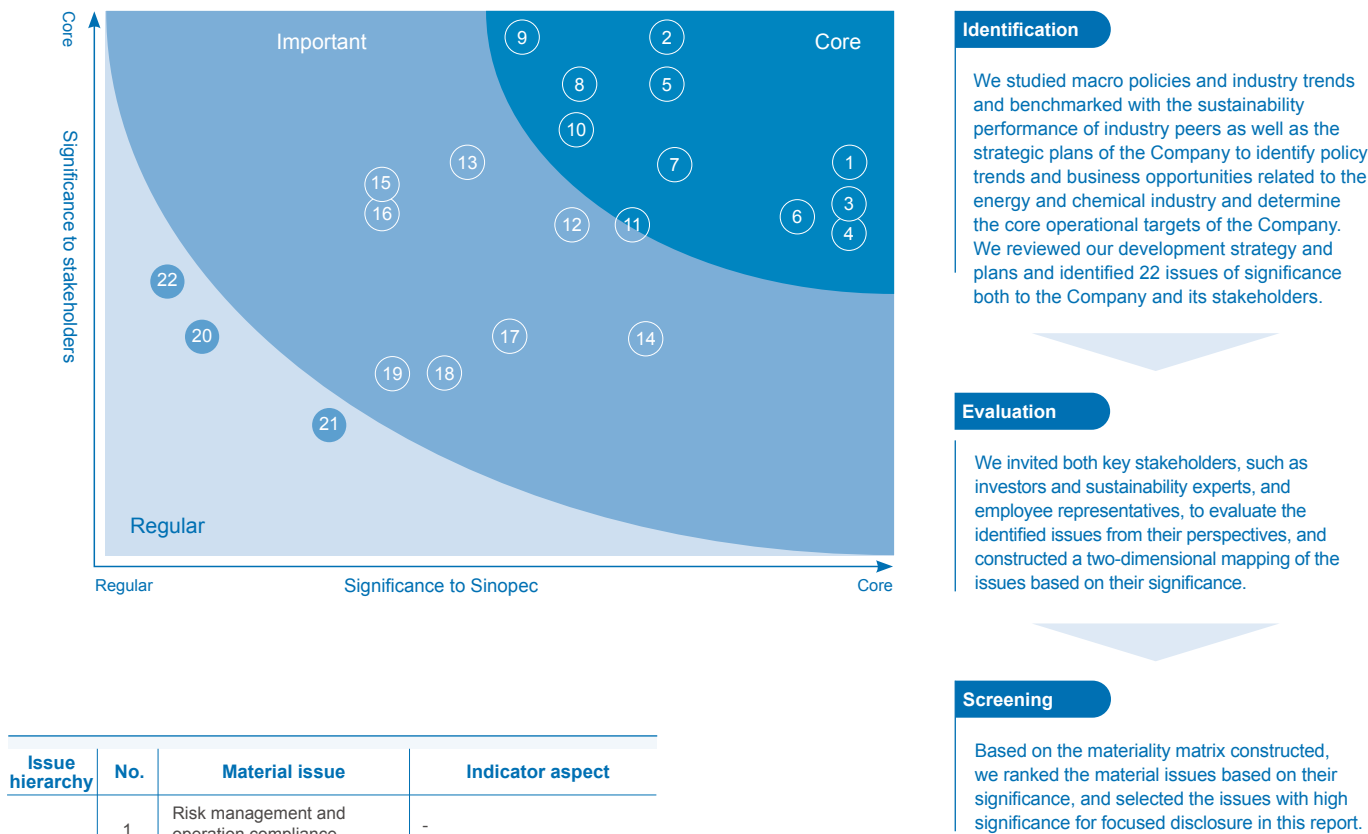 Core
Significance to stakeholders
Important
Core
9
2
8
5
10
13
7
1
15
3
16
6
12
11
4
22
20
17
14
19
18
21
Regular
Regular
Significance to Sinopec
Core
Identification
We studied macro policies and industry trends
and benchmarked with the sustainability
performance of industry peers as well as the
strategic plans of the Company to identify policy
trends and business opportunities related to the
energy and chemical industry and determine
the core operational targets of the Company.
We reviewed our development strategy and
plans and identified 22 issues of significance
both to the Company and its stakeholders.
Evaluation
We invited both key stakeholders, such as
investors and sustainability experts, and
employee representatives, to evaluate the
identified issues from their perspectives, and
constructed a two-dimensional mapping of the
issues based on their significance.
Screening
Based on the materiality matrix constructed,
we ranked the material issues based on their
significance, and selected the issues with high
significance for focused disclosure in this report.
Issue hierarchy No. Material issue Indicator aspect
1 Risk management and -
operation compliance